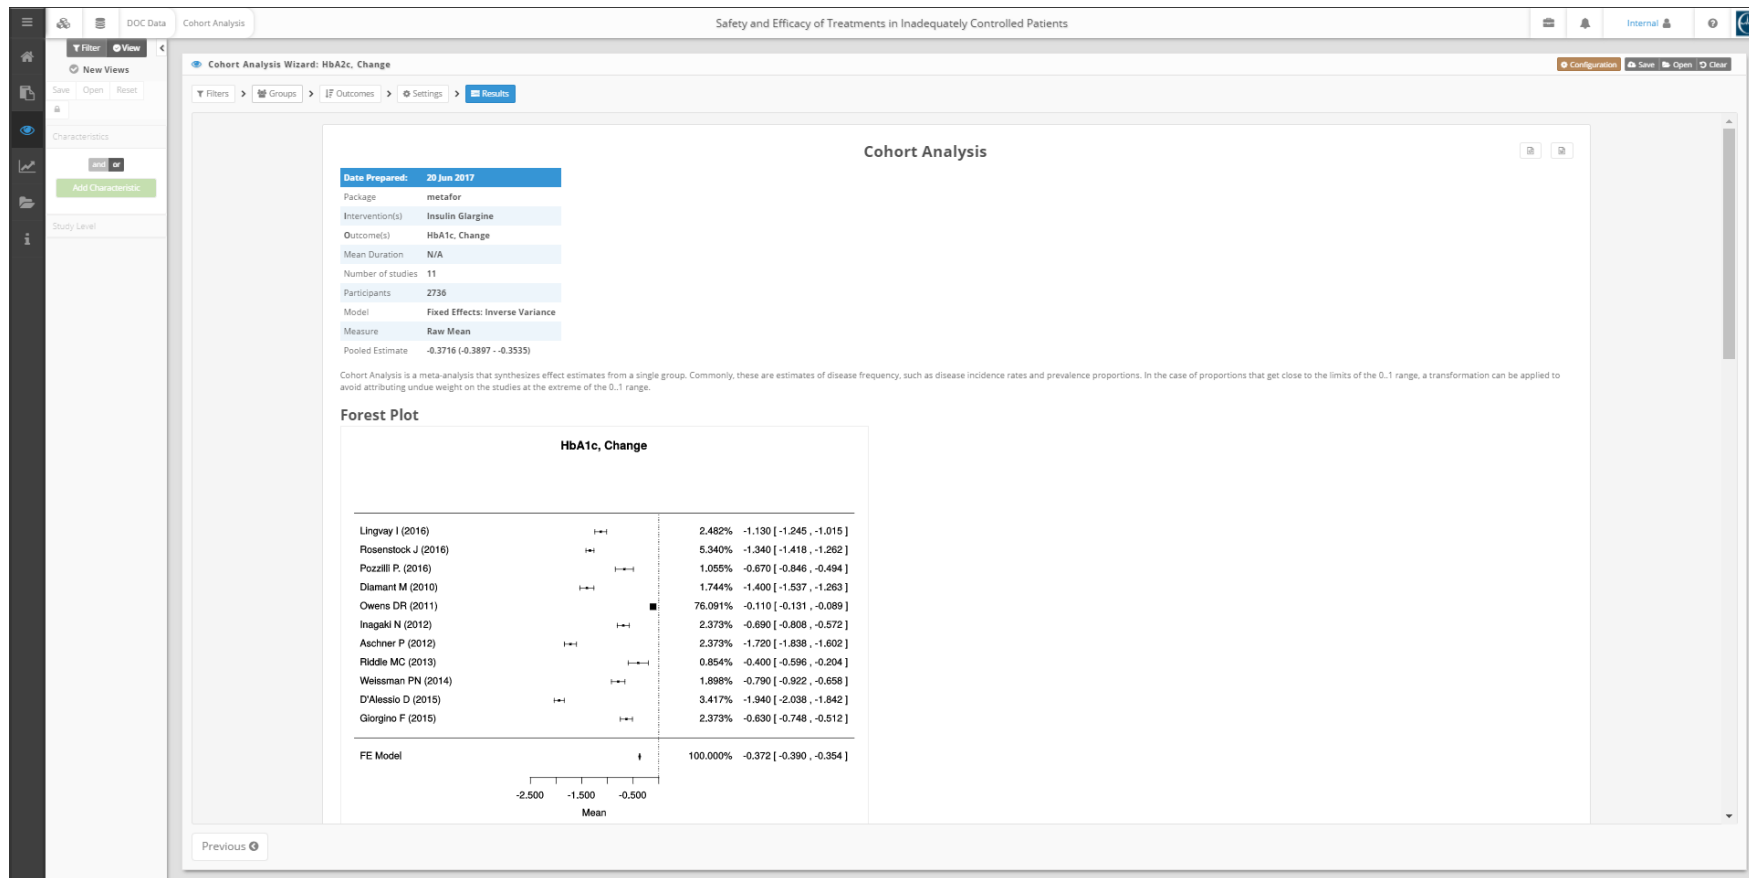 DOC Data Cohort Analysis Safety and Efficacy of Treatments in Inadequately Controlled Patients Internal
Filter View
New Views
Save Open Reset
Characteristics
and or
Add Characteristic
Study Level
Cohort Analysis Wizard: HbA2c, Change Configuration Save Open Clear
Filters Groups Outcomes Settings Results
Cohort Analysis
Date Prepared: 20 Jun 2017
Package metafor
Intervention(s) Insulin Glargine
Outcome(s) HbA1c, Change
Mean Duration N/A
Number of studies 11
Participants 2736
Model Fixed Effects: Inverse Variance
Measure Raw Mean
Pooled Estimate -0.3716 (-0.3897 - -0.3535)
Cohort Analysis is a meta-analysis that synthesizes effect estimates from a single group. Commonly, these are estimates of disease frequency, such as disease incidence rates and prevalence proportions. In the case of proportions that get close to the limits of the 0..1 range, a transformation can be applied to
avoid attributing undue weight on the studies at the extreme of the 0..1 range.
Forest Plot
HbA1c, Change
Lingvay I (2016) 2.482% -1.130 [ -1.245 , -1.015 ]
Rosenstock J (2016) 5.340% -1.340 [ -1.418 , -1.262 ]
Pozzilli P. (2016) 1.055% -0.670 [ -0.846 , -0.494 ]
Diamant M (2010) 1.744% -1.400 [ -1.537 , -1.263 ]
Owens DR (2011) 76.091% -0.110 [ -0.131 , -0.089 ]
Inagaki N (2012) 2.373% -0.690 [ -0.808 , -0.572 ]
Aschner P (2012) 2.373% -1.720 [ -1.838 , -1.602 ]
Riddle MC (2013) 0.854% -0.400 [ -0.596 , -0.204 ]
Weissman PN (2014) 1.898% -0.790 [ -0.922 , -0.658 ]
D'Alessio D (2015) 3.417% -1.940 [ -2.038 , -1.842 ]
Giorgino F (2015) 2.373% -0.630 [ -0.748 , -0.512 ]
FE Model 100.000% -0.372 [ -0.390 , -0.354 ]
-2.500 -1.500 -0.500
Mean
Previous